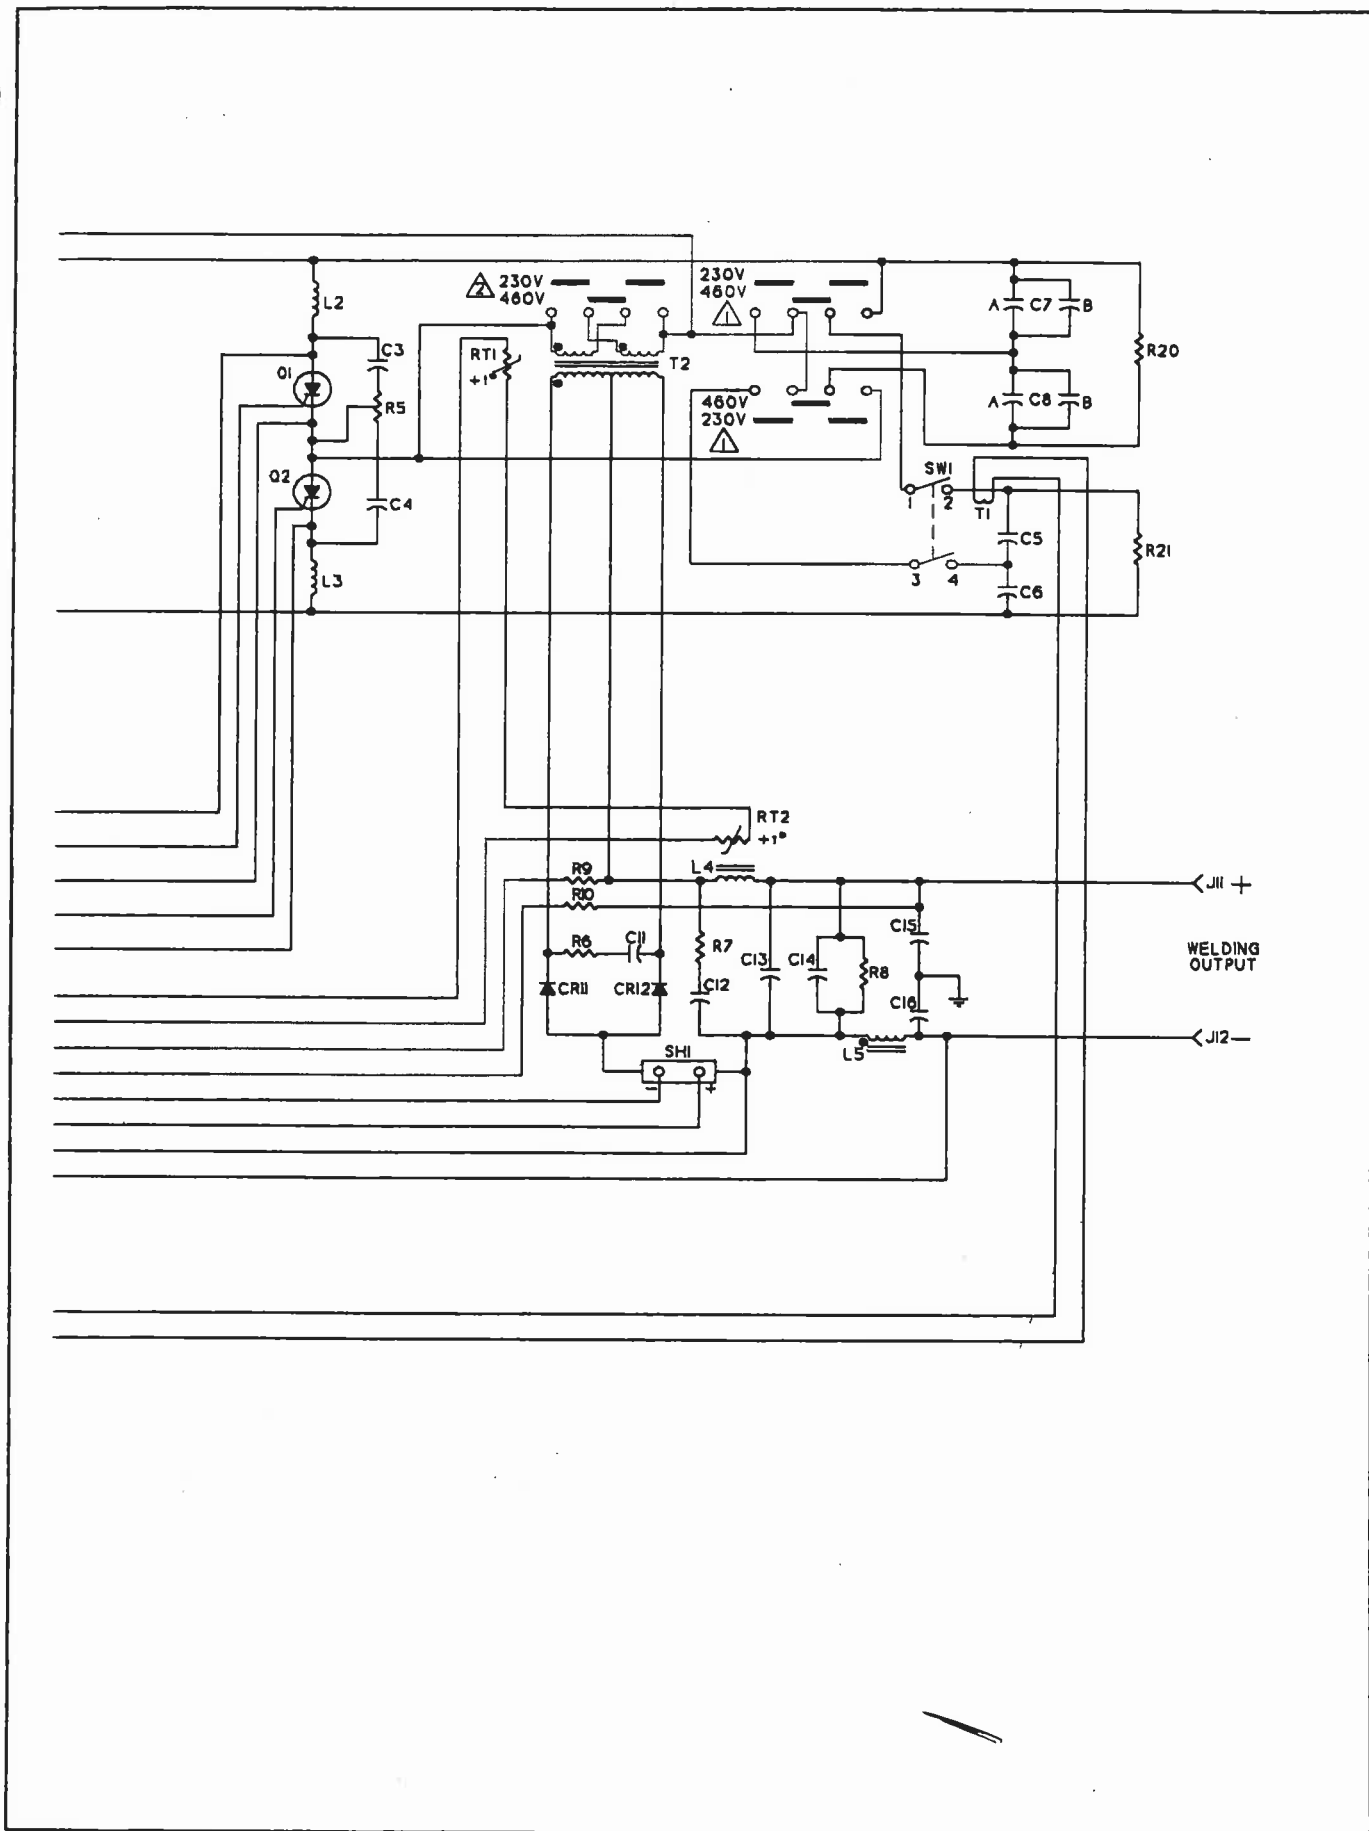 L2
C3
Q1
R5
Q2
C4
L3
RT1
+t°
2
230V
460V
T2
230V
460V
1
460V
230V
1
A C7 B
A C8 B
R20
SW1
1 2
T1
3 4
C5
C6
R21
RT2
+t°
L4
R9
R10
J11 +
R6 C11
R7
C12
C13
C14
R8
C15
C16
WELDING
OUTPUT
CR11
CR12
SH1
- +
L5
J12 -